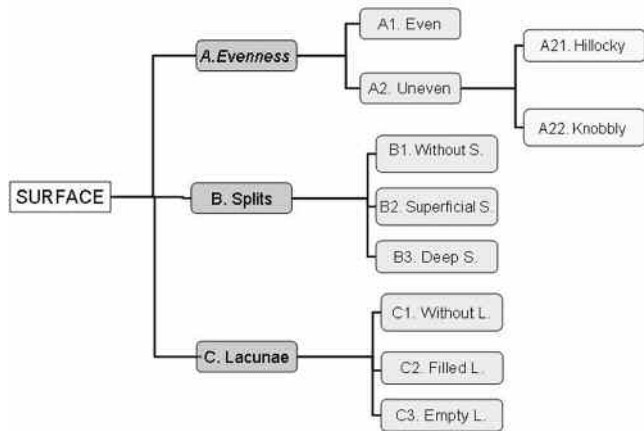 SURFACE
A.Evenness
A1. Even
A2. Uneven
A21. Hillocky
A22. Knobbly
B. Splits
B1. Without S.
B2. Superficial S.
B3. Deep S.
C. Lacunae
C1. Without L.
C2. Filled L.
C3. Empty L.